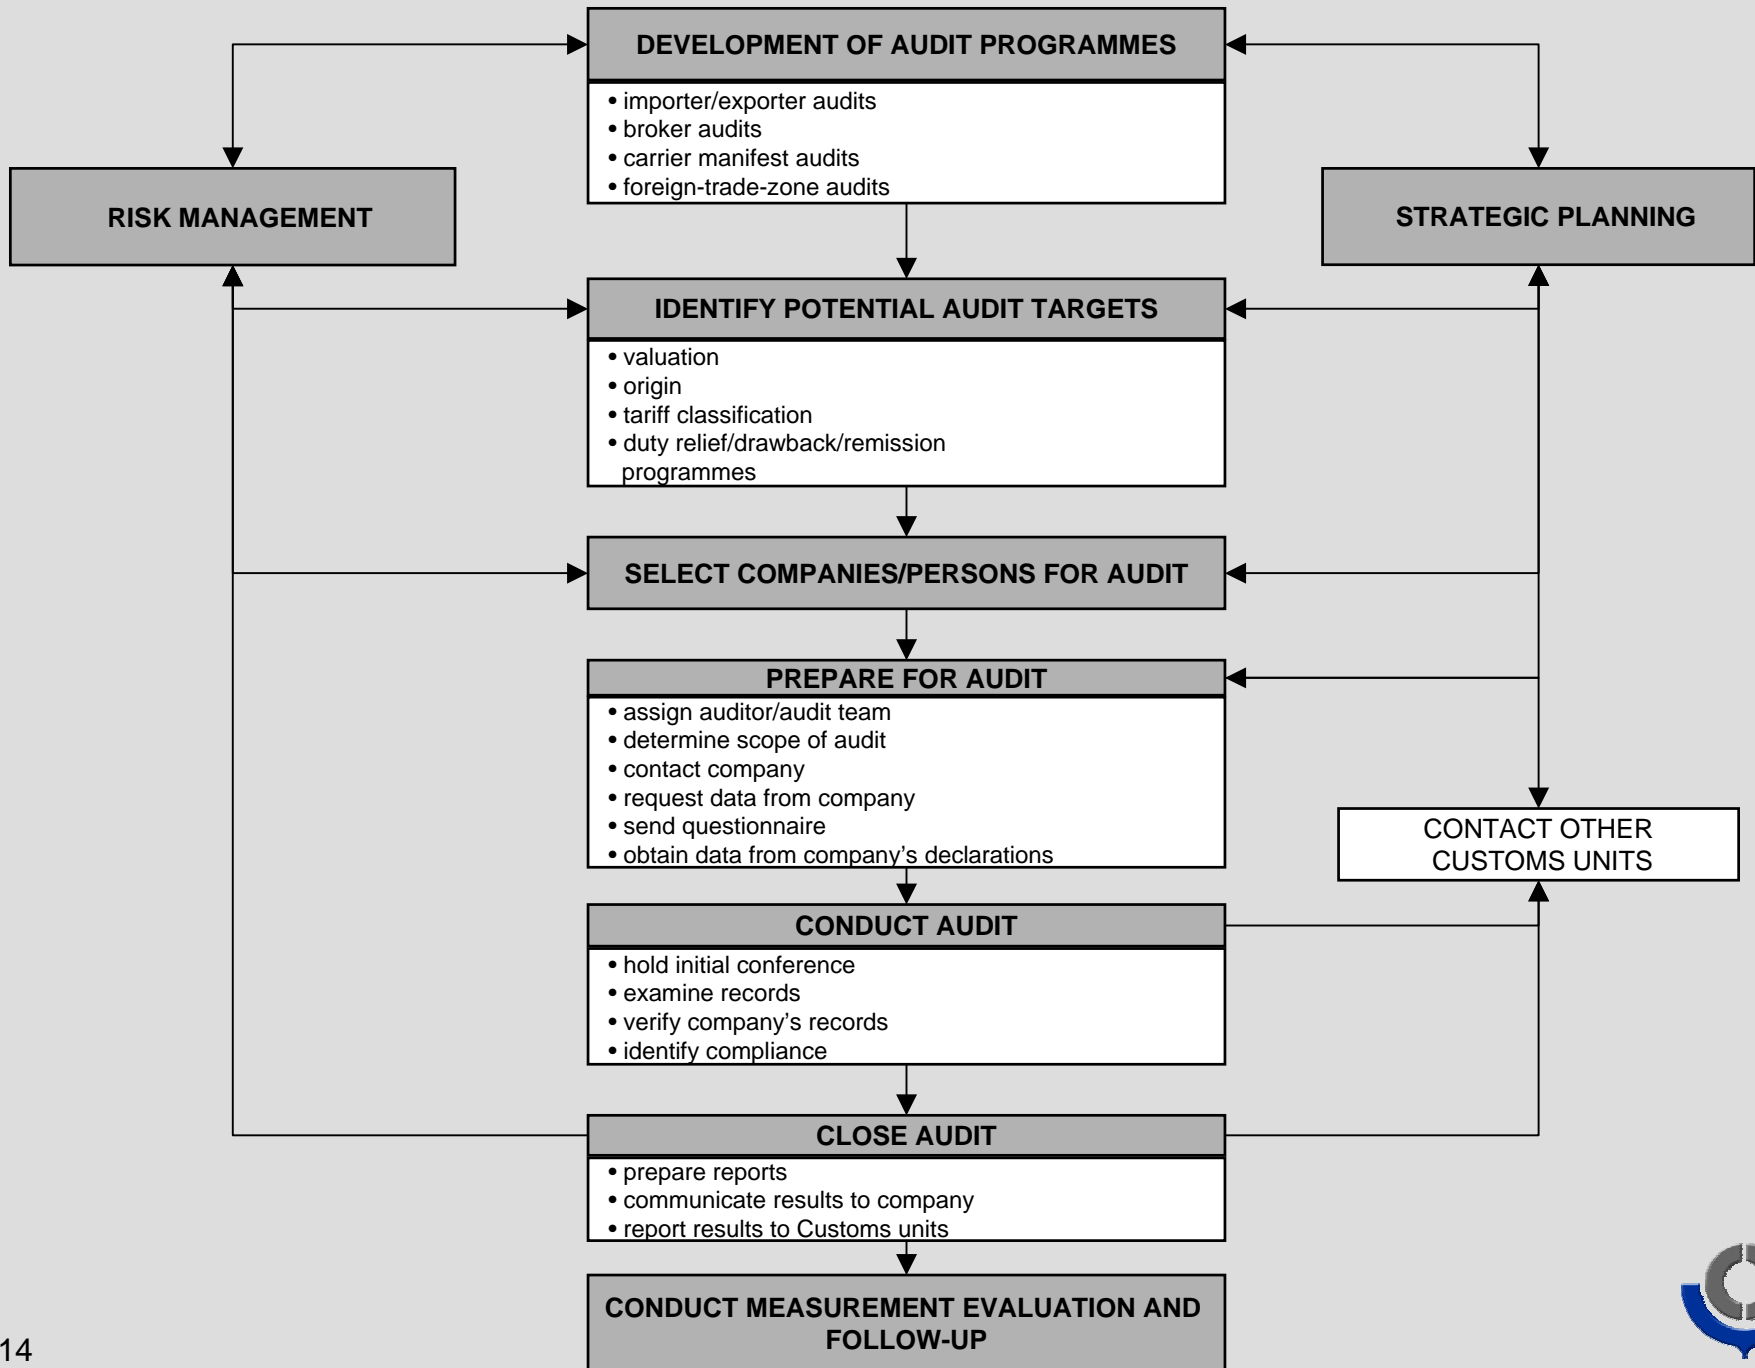 DEVELOPMENT OF AUDIT PROGRAMMES
• importer/exporter audits
• broker audits
• carrier manifest audits
• foreign-trade-zone audits
RISK MANAGEMENT
STRATEGIC PLANNING
IDENTIFY POTENTIAL AUDIT TARGETS
• valuation
• origin
• tariff classification
• duty relief/drawback/remission
programmes
SELECT COMPANIES/PERSONS FOR AUDIT
PREPARE FOR AUDIT
• assign auditor/audit team
• determine scope of audit
• contact company
• request data from company
• send questionnaire
• obtain data from company’s declarations
CONTACT OTHER
CUSTOMS UNITS
CONDUCT AUDIT
• hold initial conference
• examine records
• verify company’s records
• identify compliance
CLOSE AUDIT
• prepare reports
• communicate results to company
• report results to Customs units
CONDUCT MEASUREMENT EVALUATION AND
FOLLOW-UP
14